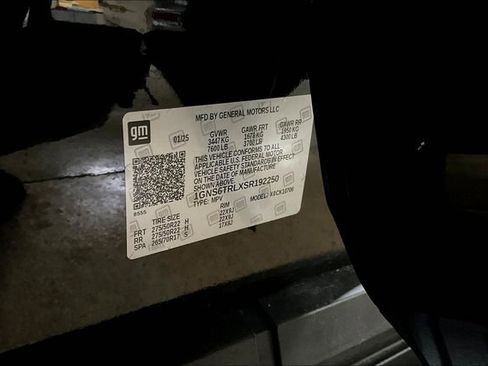 gm
MFD BY GENERAL MOTORS LLC
01/25
GVWR GAWR FRT GAWR RR
3447 KG 1678 KG 1950 KG
7600 LB 3700 LB 4300 LB
THIS VEHICLE CONFORMS TO ALL
APPLICABLE U.S. FEDERAL MOTOR
VEHICLE SAFETY STANDARDS IN EFFECT
ON THE DATE OF MANUFACTURE
SHOWN ABOVE.
1GNS6TRLXSR192250
TYPE: MPV MODEL: XECK10706
8555
TIRE SIZE RIM
FRT 275/50R22 H 22X9J
RR 275/50R22 H 22X9J
SPA 265/70R17 S 17X8J